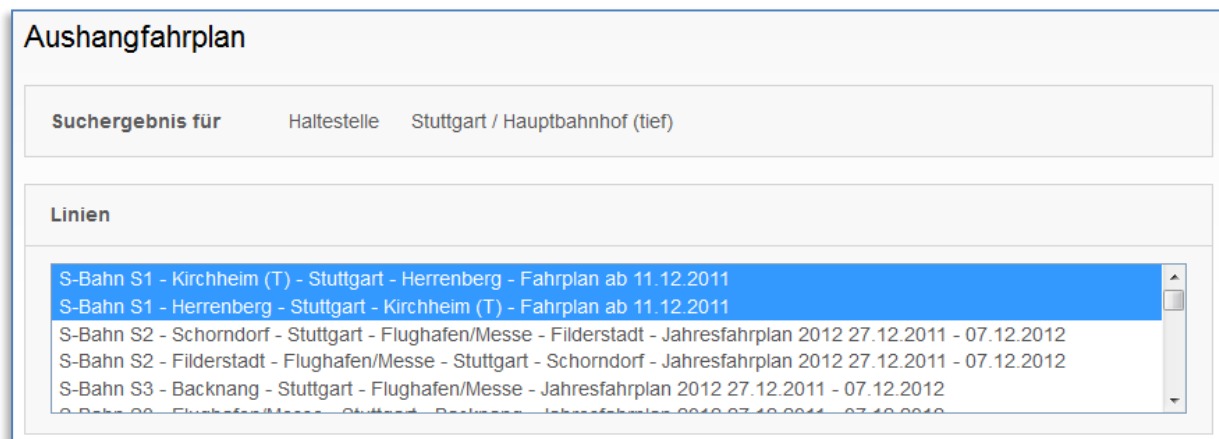 Aushangfahrplan
Suchergebnis für Haltestelle Stuttgart / Hauptbahnhof (tief)
Linien
S-Bahn S1 - Kirchheim (T) - Stuttgart - Herrenberg - Fahrplan ab 11.12.2011
S-Bahn S1 - Herrenberg - Stuttgart - Kirchheim (T) - Fahrplan ab 11.12.2011
S-Bahn S2 - Schorndorf - Stuttgart - Flughafen/Messe - Filderstadt - Jahresfahrplan 2012 27.12.2011 - 07.12.2012
S-Bahn S2 - Filderstadt - Flughafen/Messe - Stuttgart - Schorndorf - Jahresfahrplan 2012 27.12.2011 - 07.12.2012
S-Bahn S3 - Backnang - Stuttgart - Flughafen/Messe - Jahresfahrplan 2012 27.12.2011 - 07.12.2012